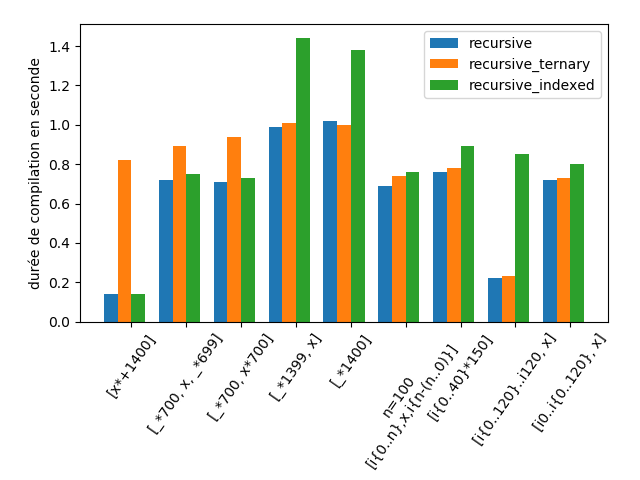 durée de compilation en seconde
1.4
1.2
1.0
0.8
0.6
0.4
0.2
0.0
recursive
recursive_ternary
recursive_indexed
[x*+1400]
[_*700, x, _*699]
[_*700, x*700]
[_*1399, x]
[_*1400]
n=100
[i{0..n},x,i{n-(n..0)}]
[i{0..40}*150]
[i{0..120}..i120, x]
[i0..i{0..120}, x]